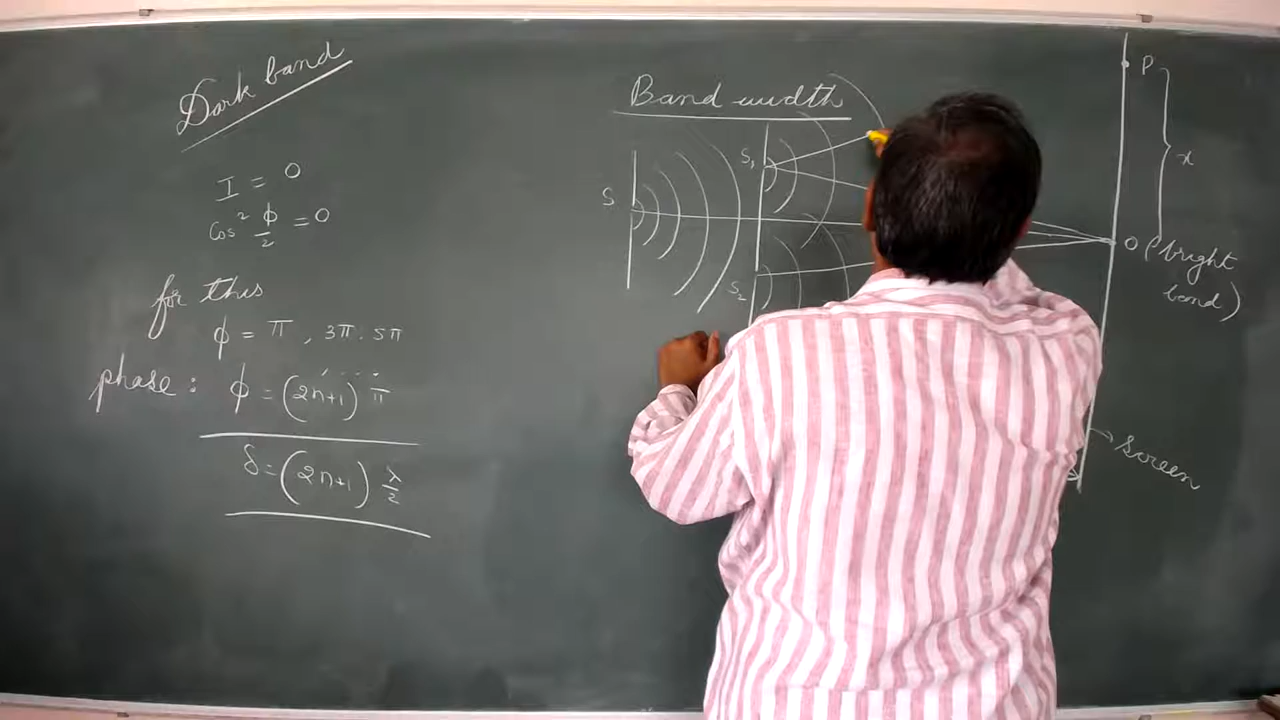 Dark band
I = 0
Cos² ϕ/2 = 0
for this
ϕ = π , 3π . 5π
, . . . .
phase : ϕ = (2n+1) π
δ = (2n+1) λ/2
Band width
S
S₁
S₂
P
x
O (bright
band)
Screen